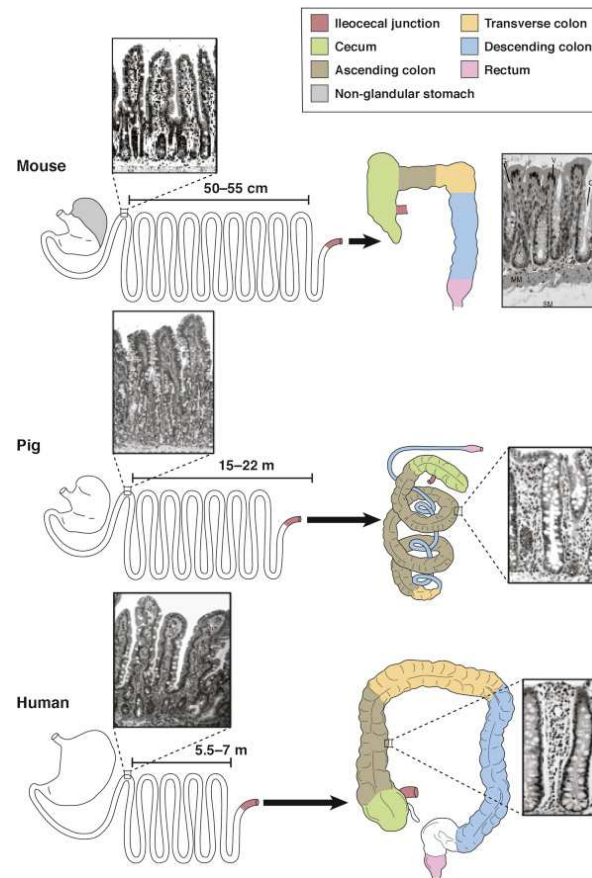 Ileocecal junction
Transverse colon
Cecum
Descending colon
Ascending colon
Rectum
Non-glandular stomach
Mouse
50–55 cm
V
MM
SM
Pig
15–22 m
Human
5.5–7 m